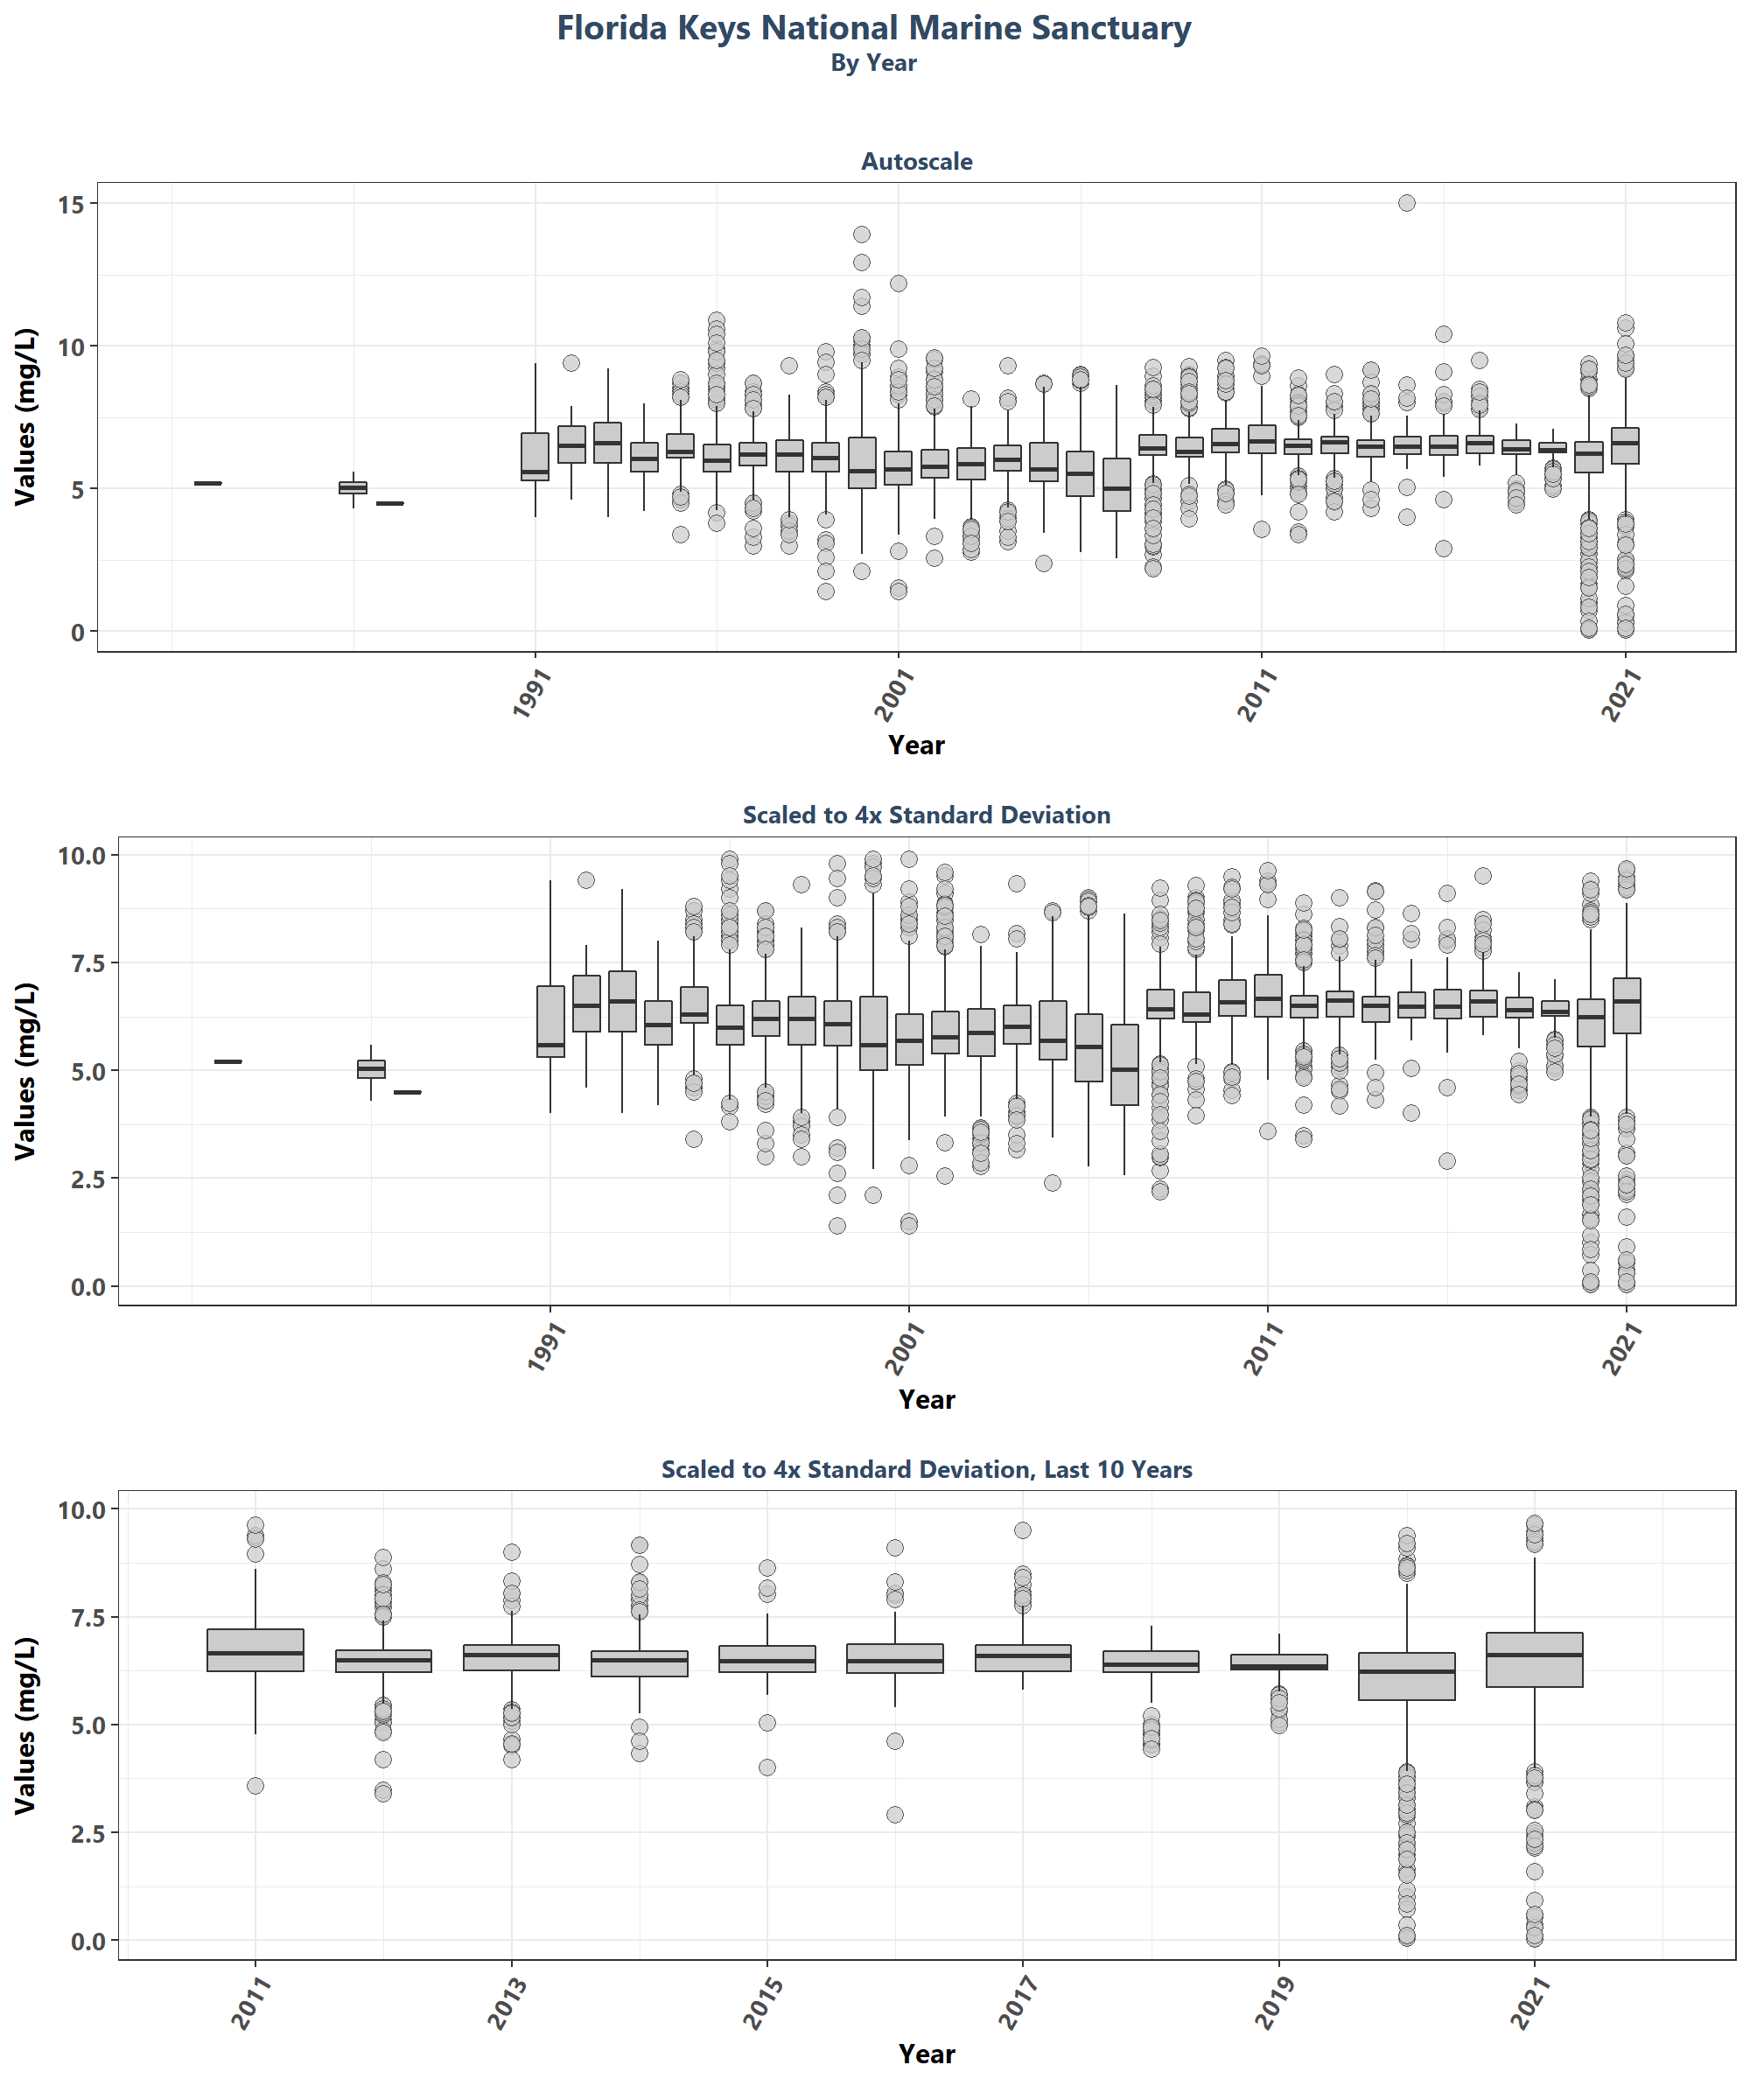 Florida Keys National Marine Sanctuary
By Year
Autoscale
Values (mg/L)
15
10
5
0
1991
2001
2011
2021
Year
Scaled to 4x Standard Deviation
Values (mg/L)
10.0
7.5
5.0
2.5
0.0
1991
2001
2011
2021
Year
Scaled to 4x Standard Deviation, Last 10 Years
Values (mg/L)
10.0
7.5
5.0
2.5
0.0
2011
2013
2015
2017
2019
2021
Year